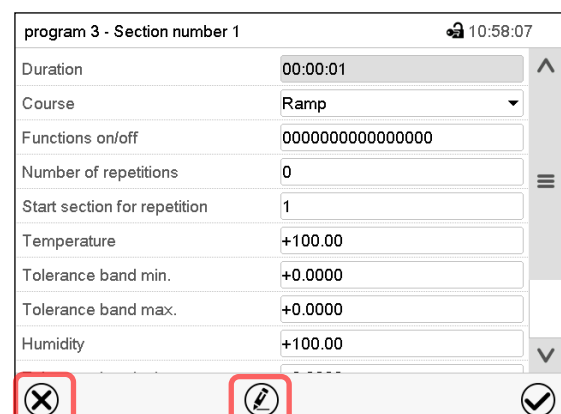 program 3 - Section number 1 10:58:07
Duration 00:00:01
Course Ramp
Functions on/off 0000000000000000
Number of repetitions 0
Start section for repetition 1
Temperature +100.00
Tolerance band min. +0.0000
Tolerance band max. +0.0000
Humidity +100.00